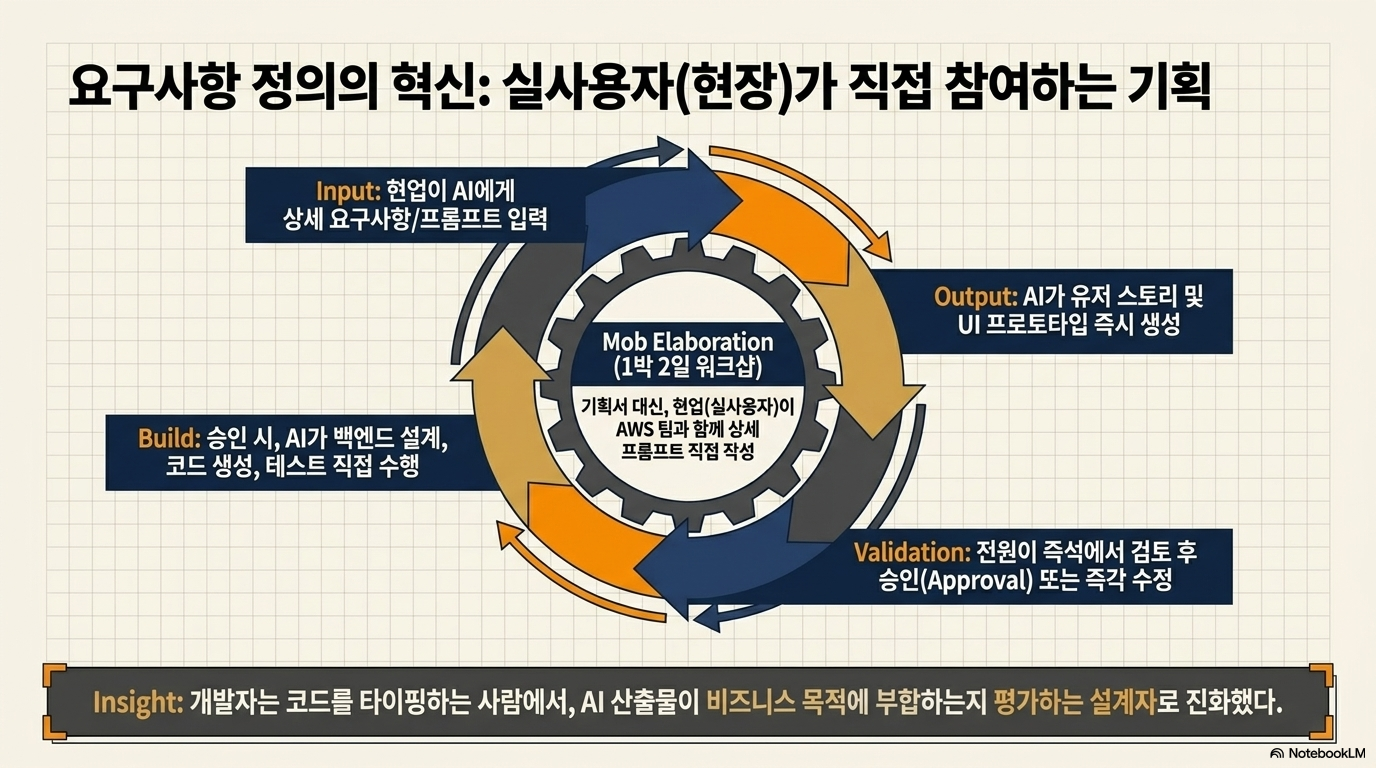 요구사항 정의의 혁신: 실사용자(현장)가 직접 참여하는 기획
Input: 현업이 AI에게
상세 요구사항/프롬프트 입력
Output: AI가 유저 스토리 및
UI 프로토타입 즉시 생성
Mob Elaboration
(1박 2일 워크샵)
기획서 대신, 현업(실사용자)이
AWS 팀과 함께 상세
프롬프트 직접 작성
Build: 승인 시, AI가 백엔드 설계,
코드 생성, 테스트 직접 수행
Validation: 전원이 즉석에서 검토 후
승인(Approval) 또는 즉각 수정
Insight: 개발자는 코드를 타이핑하는 사람에서, AI 산출물이 비즈니스 목적에 부합하는지 평가하는 설계자로 진화했다.
NotebookLM